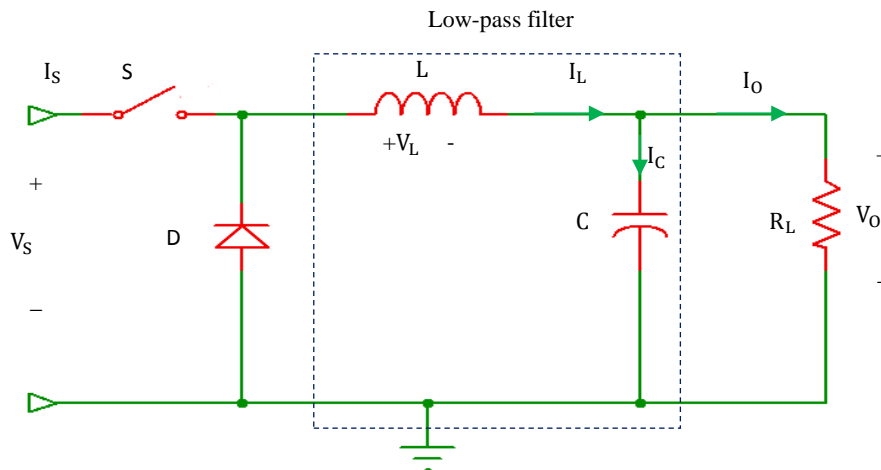 Low-pass filter
I_S
S
L
I_L
I_O
+V_L -
I_C
+
V_S
−
D
C
R_L
V_O
-
-